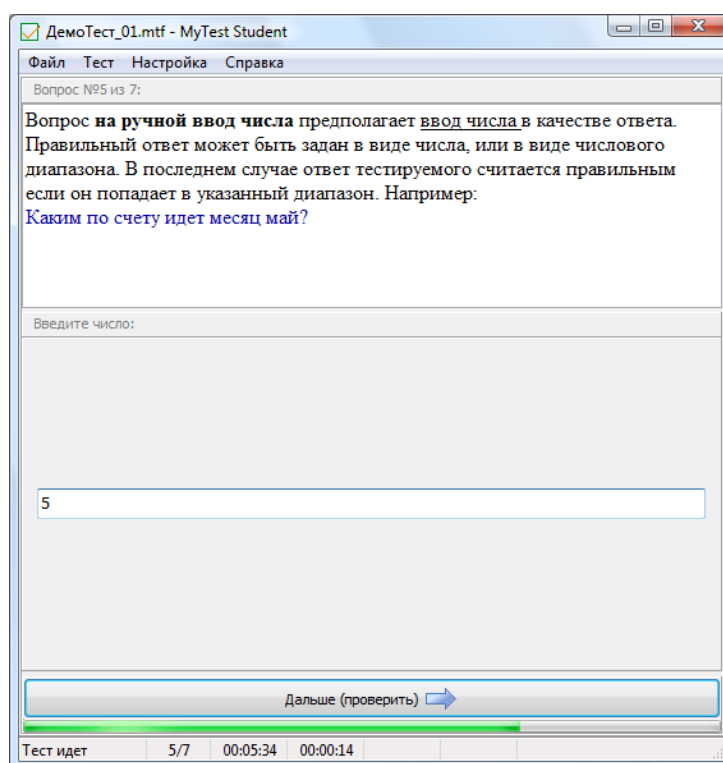 ДемоТест_01.mtf - MyTest Student
Файл Тест Настройка Справка
Вопрос №5 из 7:
Вопрос на ручной ввод числа предполагает ввод числа в качестве ответа.
Правильный ответ может быть задан в виде числа, или в виде числового
диапазона. В последнем случае ответ тестируемого считается правильным
если он попадает в указанный диапазон. Например:
Каким по счету идет месяц май?
Введите число:
5
Дальше (проверить)
Тест идет 5/7 00:05:34 00:00:14